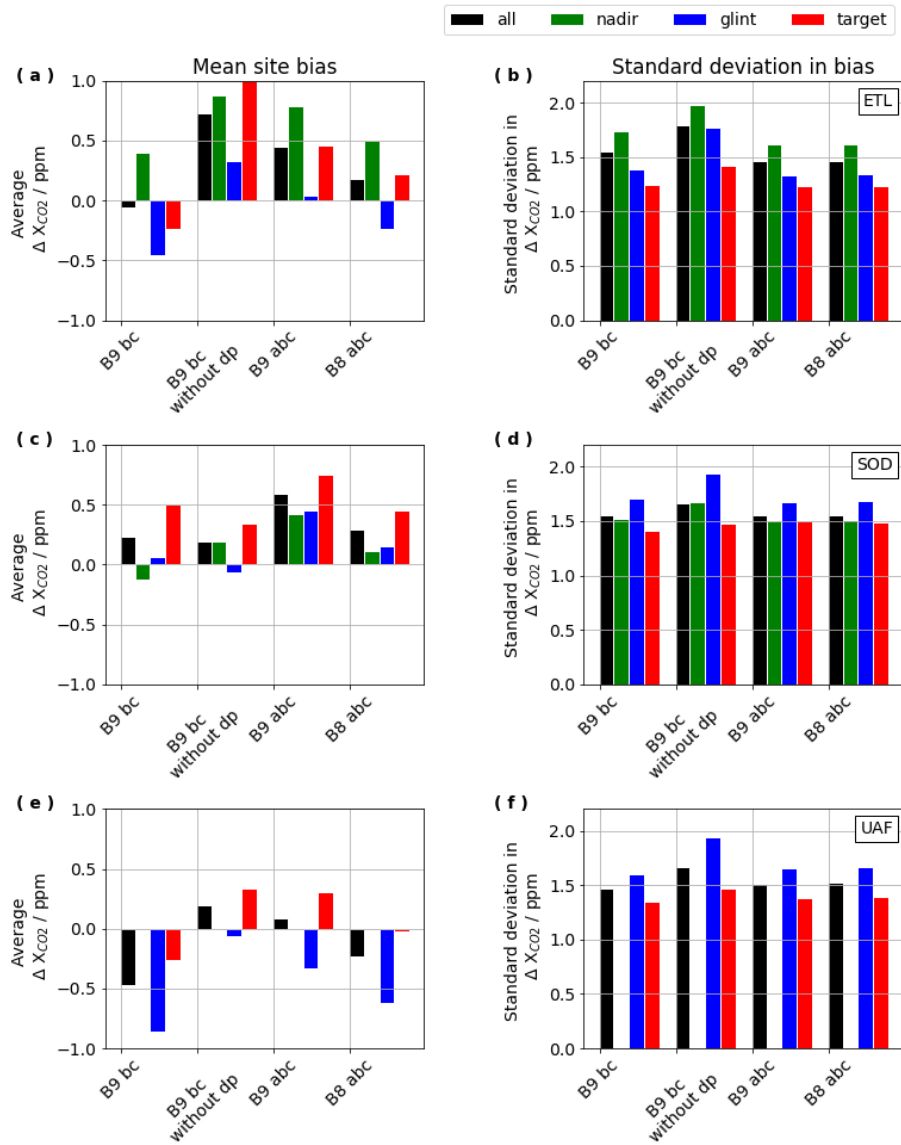 all nadir glint target
( a ) Mean site bias
1.0
0.5
0.0
−0.5
−1.0
Average
Δ X_CO2 / ppm
B9 bc
B9 bc
without dp
B9 abc
B8 abc
( b ) Standard deviation in bias
ETL
2.0
1.5
1.0
0.5
0.0
Standard deviation in
Δ X_CO2 / ppm
B9 bc
B9 bc
without dp
B9 abc
B8 abc
( c )
1.0
0.5
0.0
−0.5
−1.0
Average
Δ X_CO2 / ppm
B9 bc
B9 bc
without dp
B9 abc
B8 abc
( d )
SOD
2.0
1.5
1.0
0.5
0.0
Standard deviation in
Δ X_CO2 / ppm
B9 bc
B9 bc
without dp
B9 abc
B8 abc
( e )
1.0
0.5
0.0
−0.5
−1.0
Average
Δ X_CO2 / ppm
B9 bc
B9 bc
without dp
B9 abc
B8 abc
( f )
UAF
2.0
1.5
1.0
0.5
0.0
Standard deviation in
Δ X_CO2 / ppm
B9 bc
B9 bc
without dp
B9 abc
B8 abc